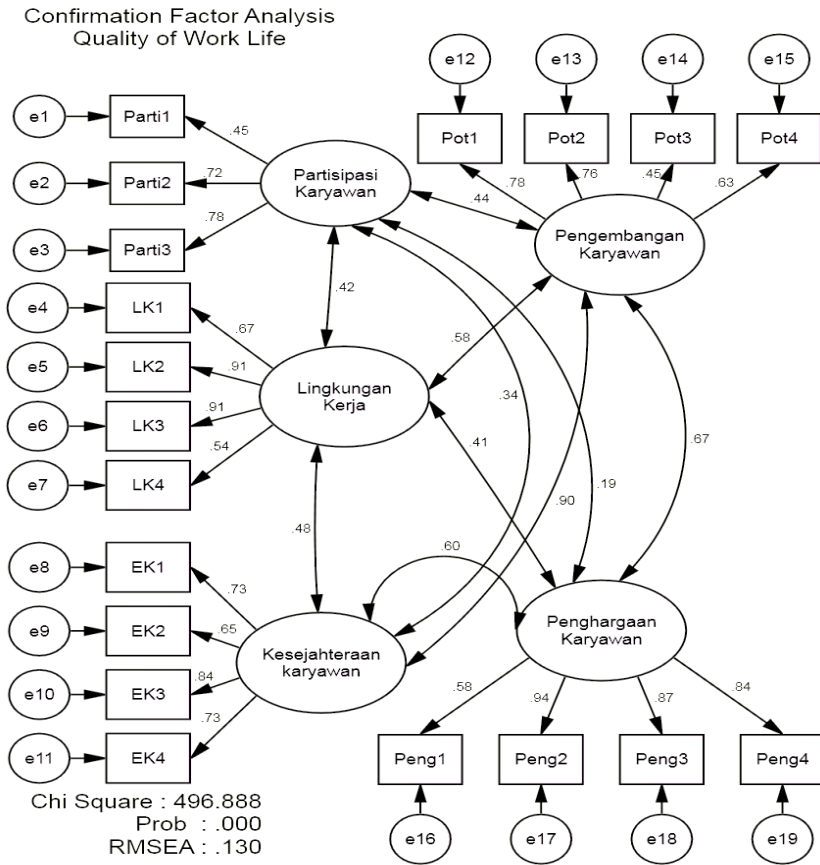 Confirmation Factor Analysis
Quality of Work Life
e12
e13
e14
e15
Pot1
Pot2
Pot3
Pot4
.78
.76
.45
.63
Pengembangan
Karyawan
e1
Parti1
.45
e2
Parti2
.72
e3
Parti3
.78
Partisipasi
Karyawan
.44
.42
e4
LK1
.67
e5
LK2
.91
e6
LK3
.91
e7
LK4
.54
Lingkungan
Kerja
.58
.34
.41
.67
.19
.90
.48
.60
e8
EK1
.73
e9
EK2
.65
e10
EK3
.84
e11
EK4
.73
Kesejahteraan
karyawan
Penghargaan
Karyawan
.58
.94
.87
.84
Peng1
Peng2
Peng3
Peng4
e16
e17
e18
e19
Chi Square : 496.888
Prob : .000
RMSEA : .130